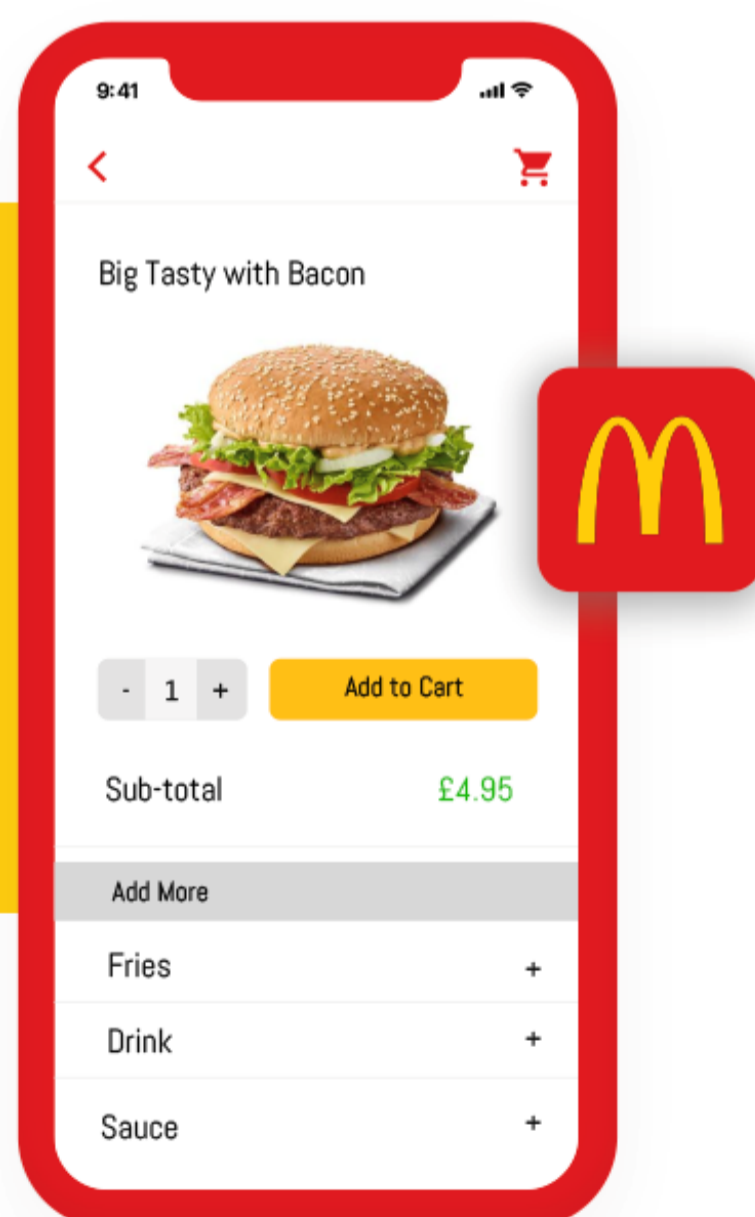 9:41
Big Tasty with Bacon
- 1 + Add to Cart
Sub-total £4.95
Add More
Fries +
Drink +
Sauce +